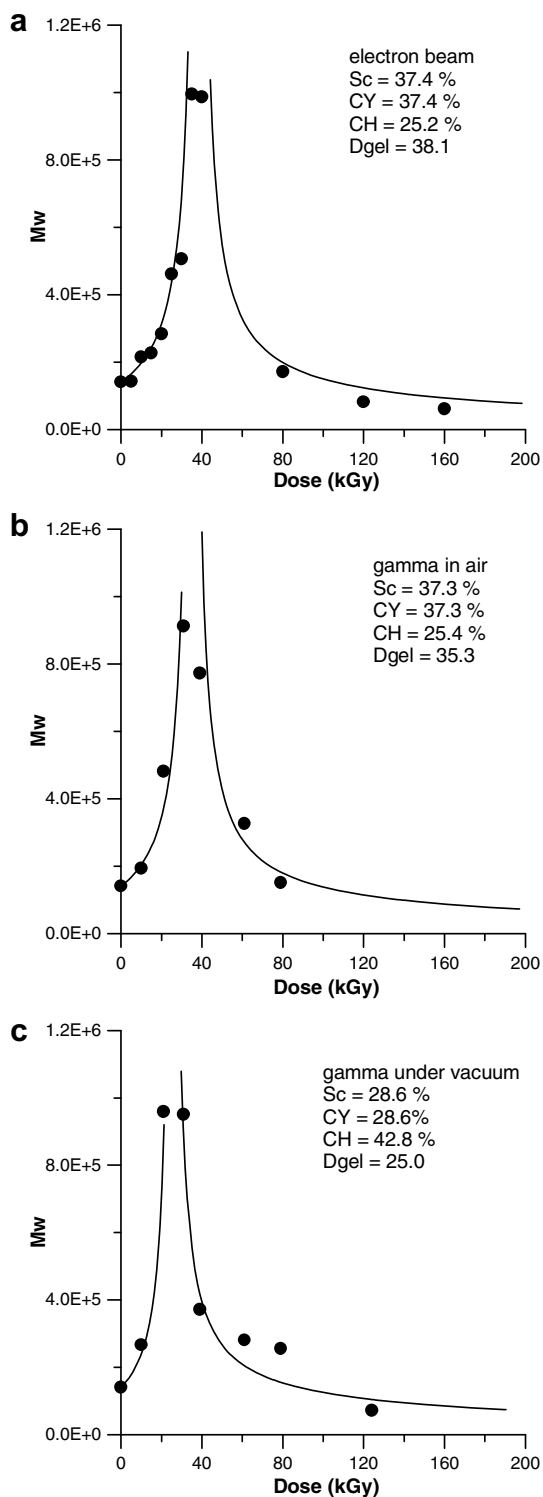 a
1.2E+6
8.0E+5
4.0E+5
0.0E+0
Mw
electron beam
Sc = 37.4 %
CY = 37.4 %
CH = 25.2 %
Dgel = 38.1
0 40 80 120 160 200
Dose (kGy)
b
1.2E+6
8.0E+5
4.0E+5
0.0E+0
Mw
gamma in air
Sc = 37.3 %
CY = 37.3 %
CH = 25.4 %
Dgel = 35.3
0 40 80 120 160 200
Dose (kGy)
c
1.2E+6
8.0E+5
4.0E+5
0.0E+0
Mw
gamma under vacuum
Sc = 28.6 %
CY = 28.6%
CH = 42.8 %
Dgel = 25.0
0 40 80 120 160 200
Dose (kGy)